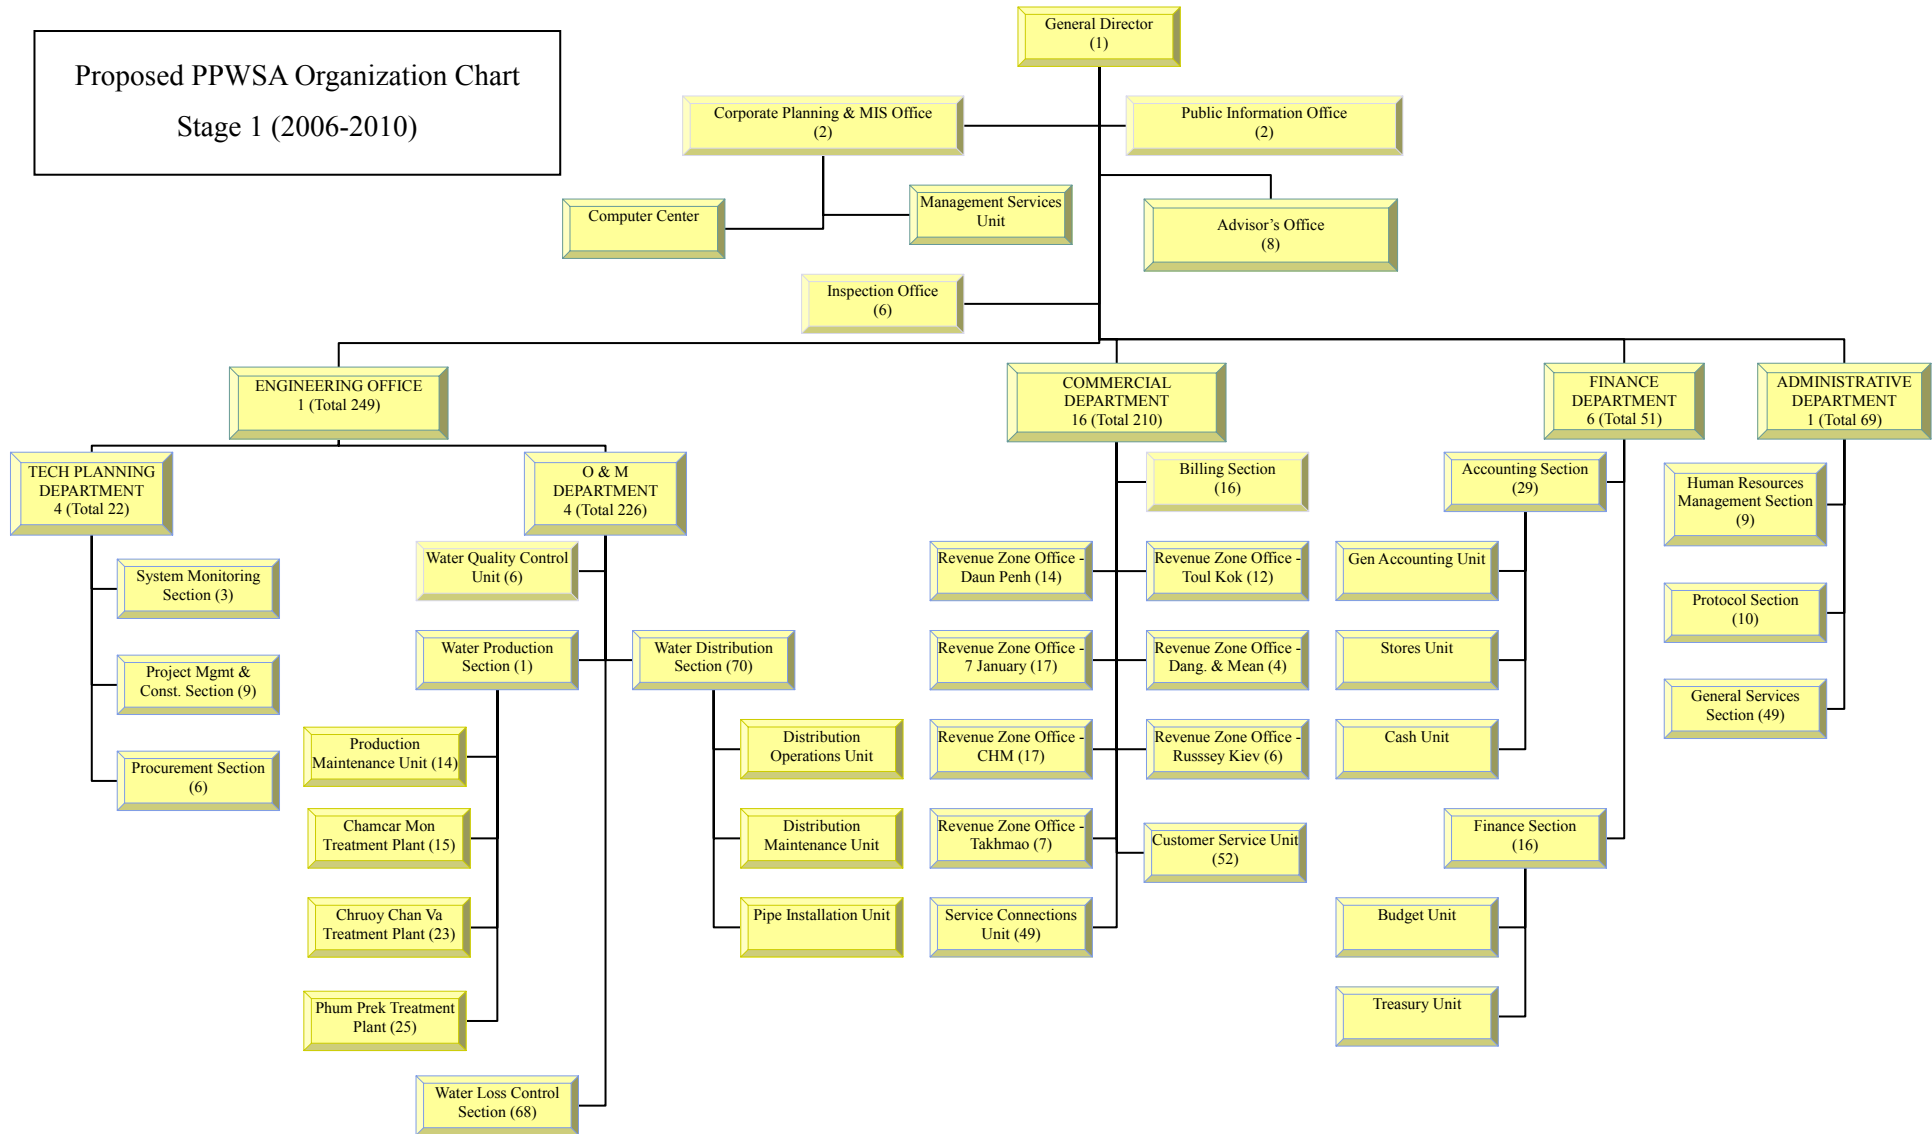 Proposed PPWSA Organization Chart
Stage 1 (2006-2010)
General Director
(1)
Corporate Planning & MIS Office
(2)
Public Information Office
(2)
Computer Center
Management Services
Unit
Advisor's Office
(8)
Inspection Office
(6)
ENGINEERING OFFICE
1 (Total 249)
COMMERCIAL
DEPARTMENT
16 (Total 210)
FINANCE
DEPARTMENT
6 (Total 51)
ADMINISTRATIVE
DEPARTMENT
1 (Total 69)
TECH PLANNING
DEPARTMENT
4 (Total 22)
O & M
DEPARTMENT
4 (Total 226)
System Monitoring
Section (3)
Project Mgmt &
Const. Section (9)
Procurement Section
(6)
Water Quality Control
Unit (6)
Water Production
Section (1)
Water Distribution
Section (70)
Production
Maintenance Unit (14)
Chamcar Mon
Treatment Plant (15)
Chruoy Chan Va
Treatment Plant (23)
Phum Prek Treatment
Plant (25)
Distribution
Operations Unit
Distribution
Maintenance Unit
Pipe Installation Unit
Water Loss Control
Section (68)
Billing Section
(16)
Revenue Zone Office -
Daun Penh (14)
Revenue Zone Office -
Toul Kok (12)
Revenue Zone Office -
7 January (17)
Revenue Zone Office -
Dang. & Mean (4)
Revenue Zone Office -
CHM (17)
Revenue Zone Office -
Russsey Kiev (6)
Revenue Zone Office -
Takhmao (7)
Customer Service Unit
(52)
Service Connections
Unit (49)
Accounting Section
(29)
Gen Accounting Unit
Stores Unit
Cash Unit
Finance Section
(16)
Budget Unit
Treasury Unit
Human Resources
Management Section
(9)
Protocol Section
(10)
General Services
Section (49)